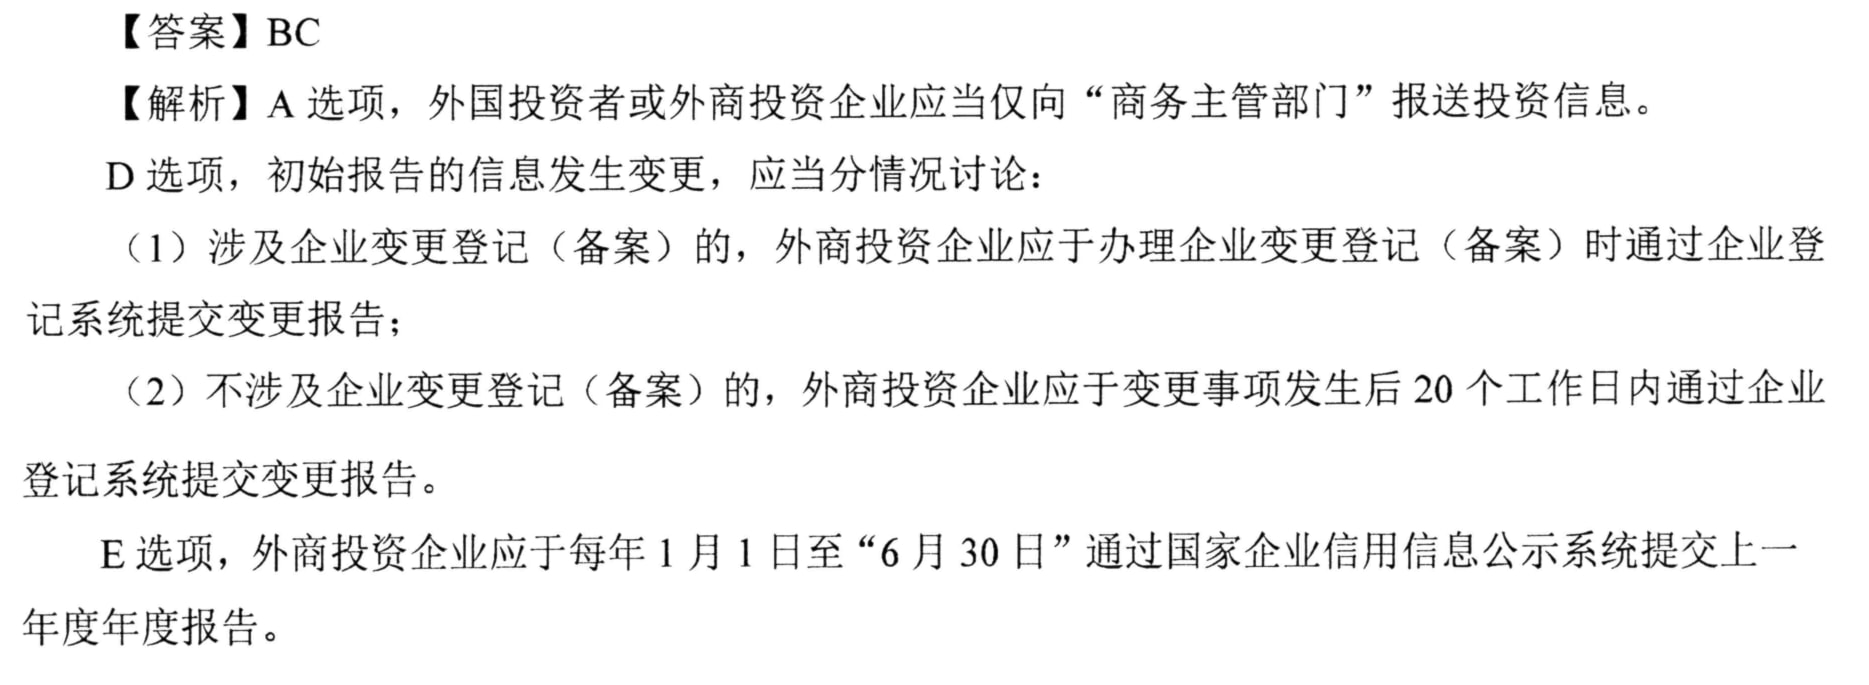 【答案】BC
【解析】A 选项，外国投资者或外商投资企业应当仅向“商务主管部门”报送投资信息。
D 选项，初始报告的信息发生变更，应当分情况讨论：
（1）涉及企业变更登记（备案）的，外商投资企业应于办理企业变更登记（备案）时通过企业登
记系统提交变更报告；
（2）不涉及企业变更登记（备案）的，外商投资企业应于变更事项发生后 20 个工作日内通过企业
登记系统提交变更报告。
E 选项，外商投资企业应于每年 1 月 1 日至“6 月 30 日”通过国家企业信用信息公示系统提交上一
年度年度报告。